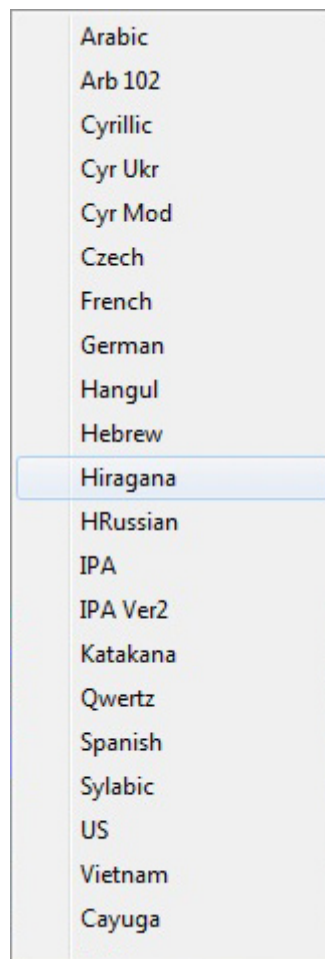 Arabic
Arb 102
Cyrillic
Cyr Ukr
Cyr Mod
Czech
French
German
Hangul
Hebrew
Hiragana
HRussian
IPA
IPA Ver2
Katakana
Qwertz
Spanish
Sylabic
US
Vietnam
Cayuga